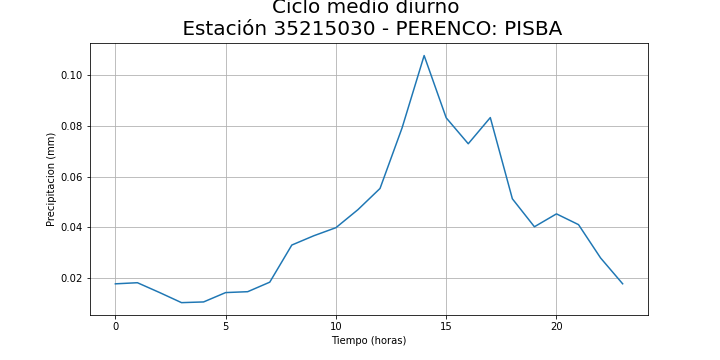 Ciclo medio diurno
Estación 35215030 - PERENCO: PISBA
Precipitacion (mm)
0.10
0.08
0.06
0.04
0.02
0 5 10 15 20
Tiempo (horas)